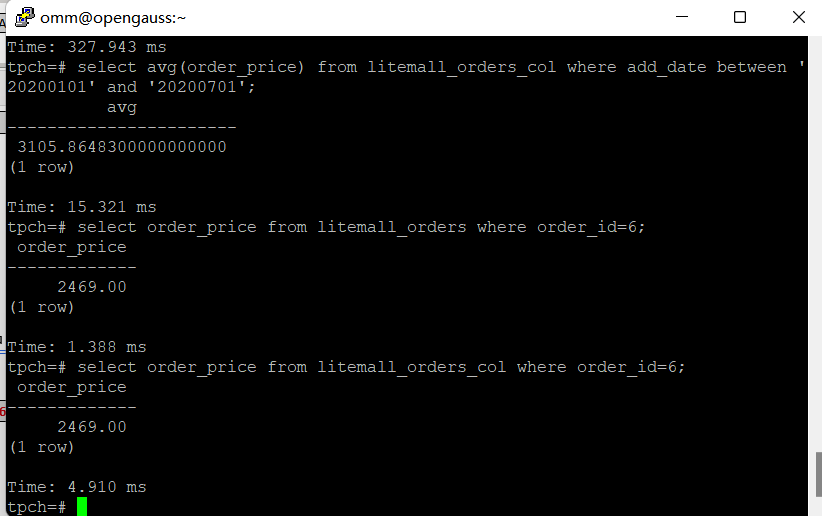 omm@opengauss:~
Time: 327.943 ms
tpch=# select avg(order_price) from litemall_orders_col where add_date between '
20200101' and '20200701';
avg
-----------------------
3105.8648300000000000
(1 row)
Time: 15.321 ms
tpch=# select order_price from litemall_orders where order_id=6;
order_price
-------------
2469.00
(1 row)
Time: 1.388 ms
tpch=# select order_price from litemall_orders_col where order_id=6;
order_price
-------------
2469.00
(1 row)
Time: 4.910 ms
tpch=#